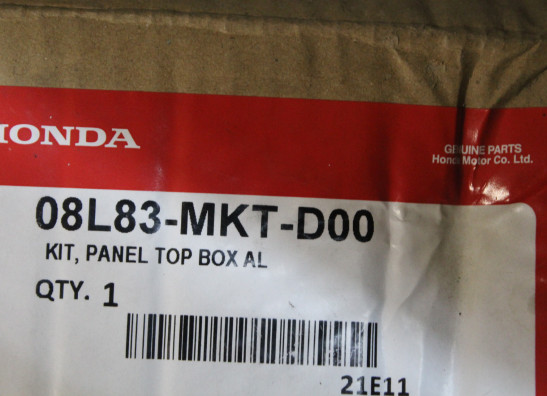 HONDA
GENUINE PARTS
Honda Motor Co. Ltd.
08L83-MKT-D00
KIT, PANEL TOP BOX AL
QTY. 1
21E11